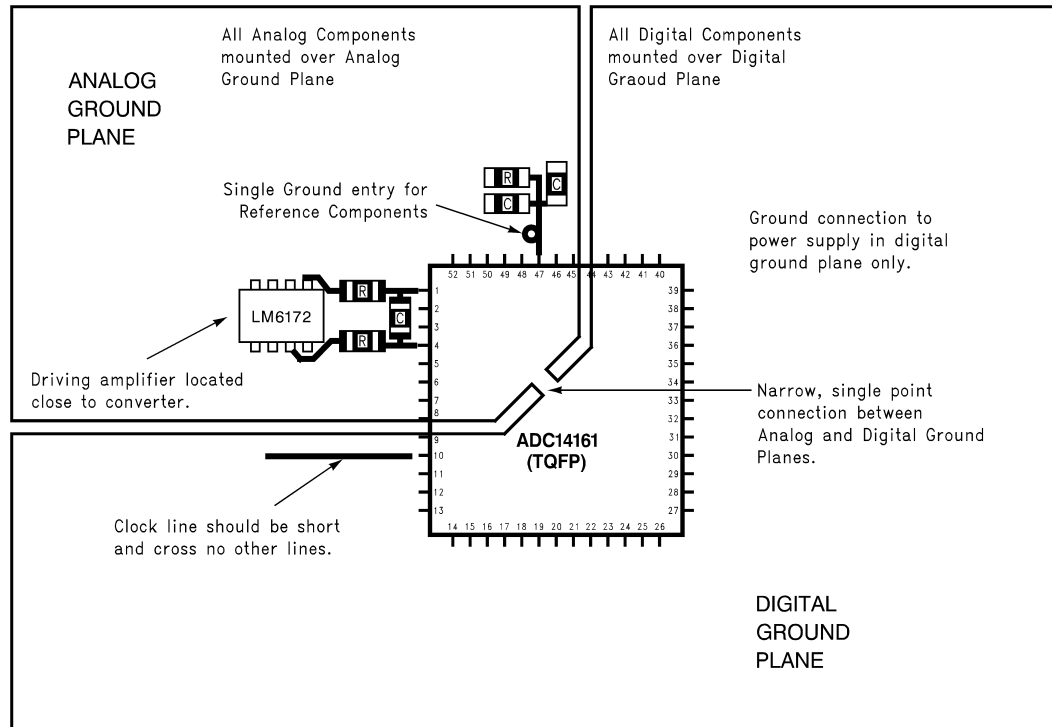 All Analog Components
mounted over Analog
Ground Plane
All Digital Components
mounted over Digital
Graoud Plane
ANALOG
GROUND
PLANE
R
C
C
Single Ground entry for
Reference Components
Ground connection to
power supply in digital
ground plane only.
52 51 50 49 48 47 46 45 44 43 42 41 40
LM6172
R
C
R
1
2
3
4
5
6
7
8
9
10
11
12
13
39
38
37
36
35
34
33
32
31
30
29
28
27
Driving amplifier located
close to converter.
Narrow, single point
connection between
Analog and Digital Ground
Planes.
ADC14161
(TQFP)
Clock line should be short
and cross no other lines.
14 15 16 17 18 19 20 21 22 23 24 25 26
DIGITAL
GROUND
PLANE